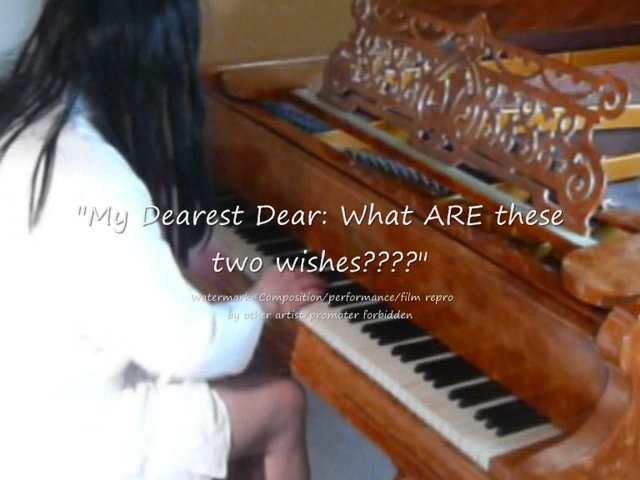 "My Dearest Dear: What ARE these
two wishes????"
Watermark*Composition/performance/film repro
by other artist/promoter forbidden